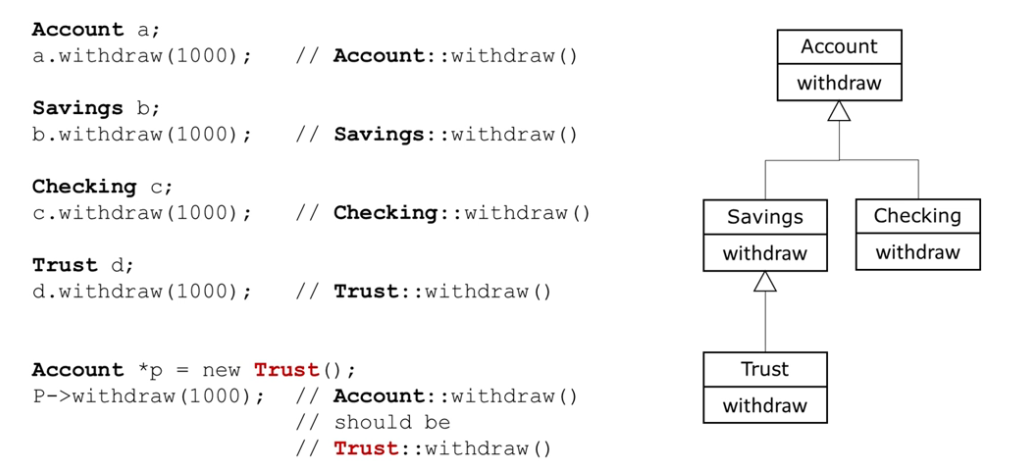 Account a;
a.withdraw(1000);   // Account::withdraw()
Savings b;
b.withdraw(1000);   // Savings::withdraw()
Checking c;
c.withdraw(1000);   // Checking::withdraw()
Trust d;
d.withdraw(1000);   // Trust::withdraw()
Account *p = new Trust();
P->withdraw(1000);  // Account::withdraw()
// should be
// Trust::withdraw()
Account
withdraw
Savings
withdraw
Checking
withdraw
Trust
withdraw